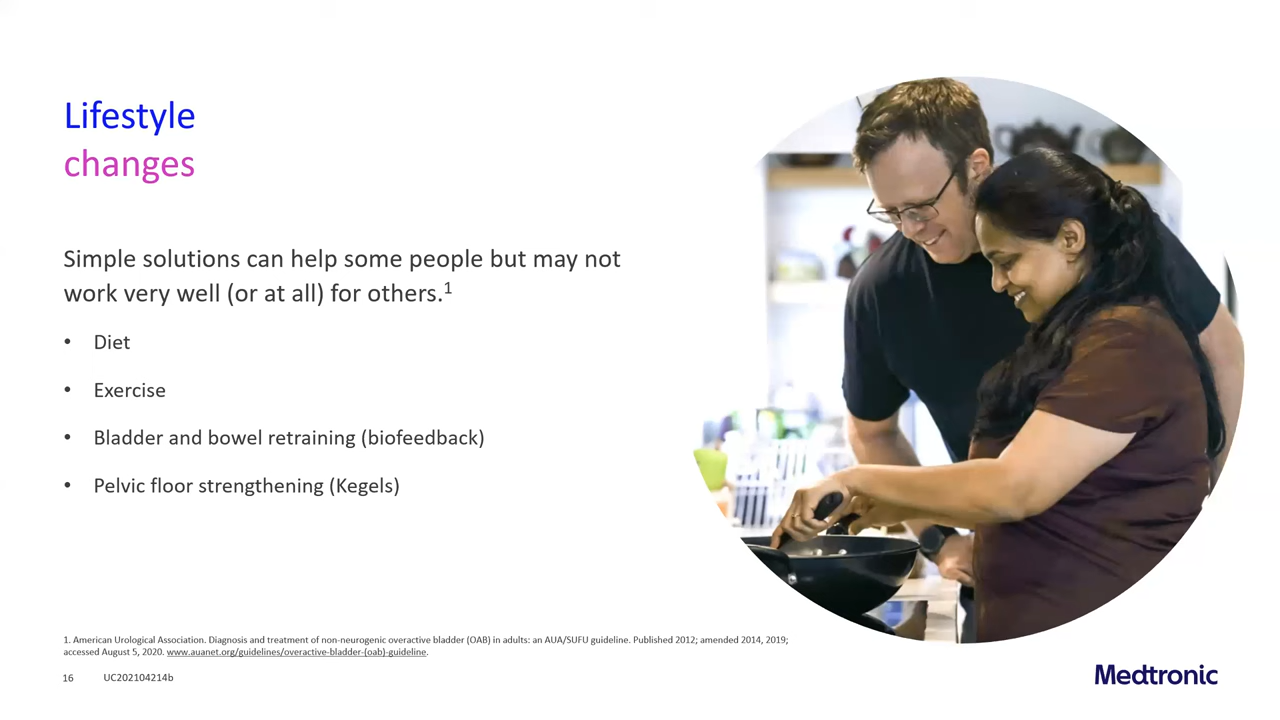 Lifestyle
changes
Simple solutions can help some people but may not
work very well (or at all) for others.1
• Diet
• Exercise
• Bladder and bowel retraining (biofeedback)
• Pelvic floor strengthening (Kegels)
1. American Urological Association. Diagnosis and treatment of non-neurogenic overactive bladder (OAB) in adults: an AUA/SUFU guideline. Published 2012; amended 2014, 2019;
accessed August 5, 2020. www.auanet.org/guidelines/overactive-bladder-(oab)-guideline.
16 UC202104214b
Medtronic